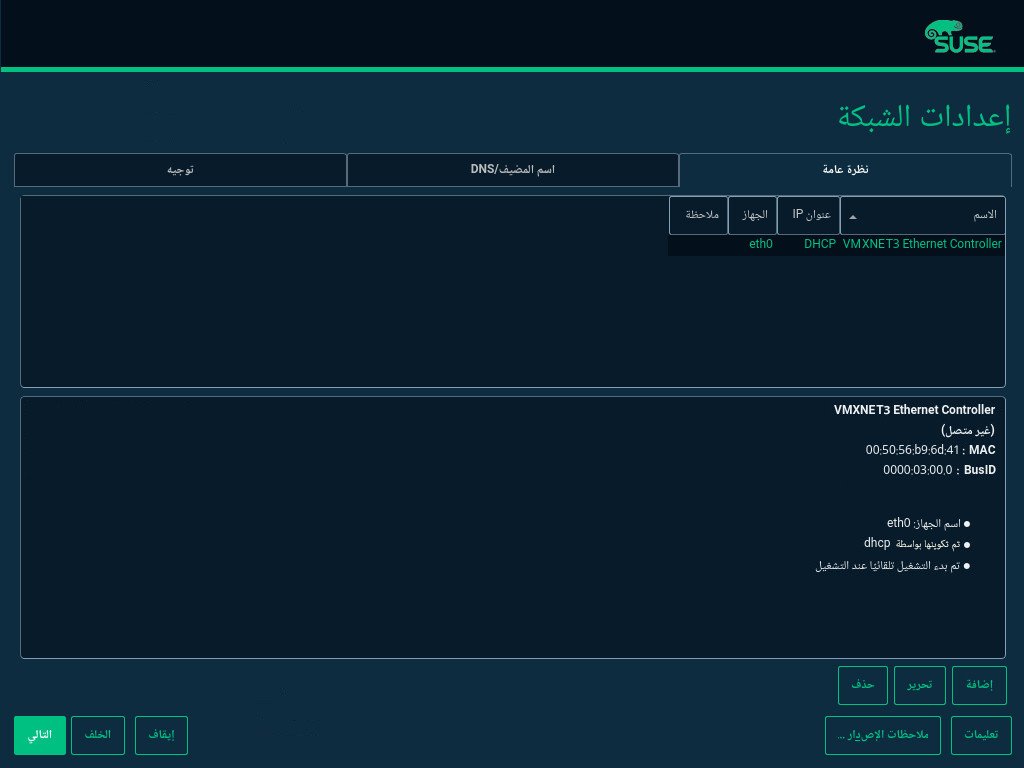 SUSE
إعدادات الشبكة
نظرة عامة
اسم المضيف/DNS
توجيه
الاسم
عنوان IP
الجهاز
ملاحظة
VMXNET3 Ethernet Controller
DHCP
eth0
VMXNET3 Ethernet Controller
(غير متصل)
MAC : 00:50:56:b9:6d:41
BusID : 0000:03:00.0
● اسم الجهاز: eth0
● تم تكوينها بواسطة dhcp
● تم بدء التشغيل تلقائيًا عند التشغيل
إضافة
تحرير
حذف
تعليمات
ملاحظات الإصدار ...
إيقاف
الخلف
التالي